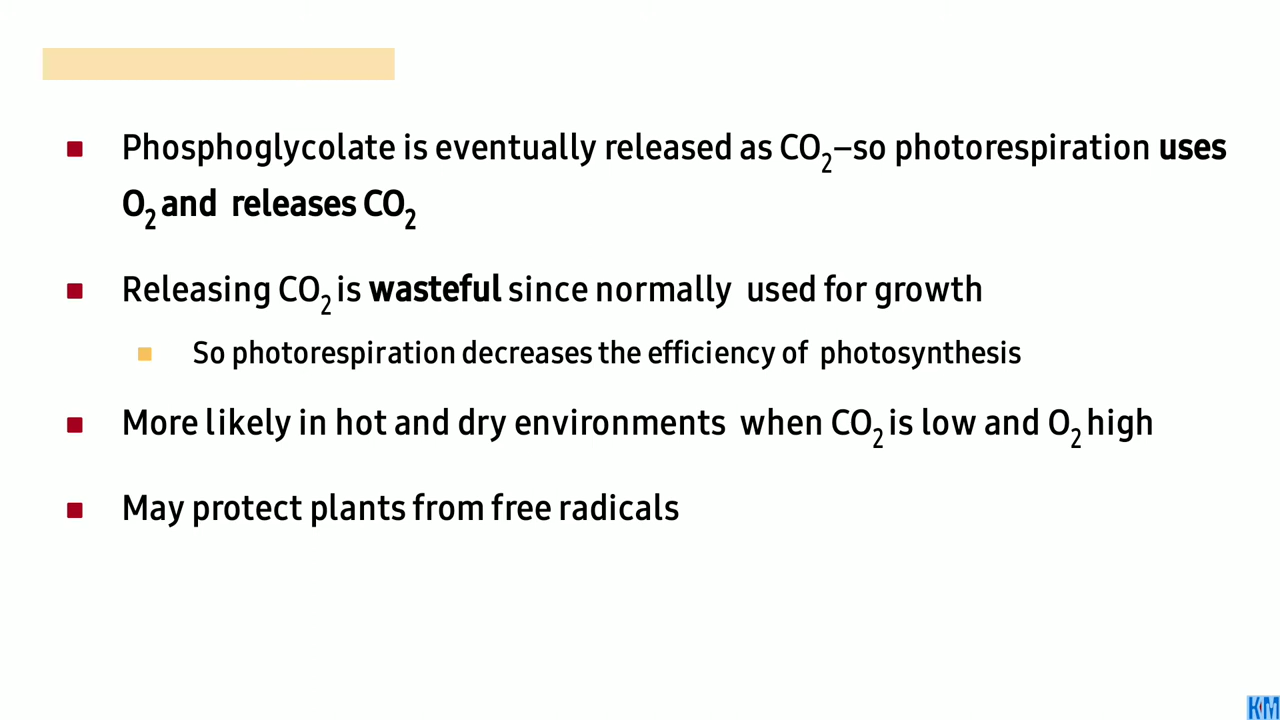 Phosphoglycolate is eventually released as CO₂–so photorespiration uses
O₂ and releases CO₂
Releasing CO₂ is wasteful since normally used for growth
So photorespiration decreases the efficiency of photosynthesis
More likely in hot and dry environments when CO₂ is low and O₂ high
May protect plants from free radicals
KM